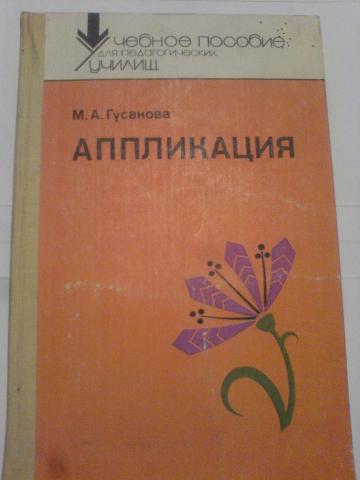 Учебное пособие
для педагогических
училищ
М. А. Гусакова
АППЛИКАЦИЯ